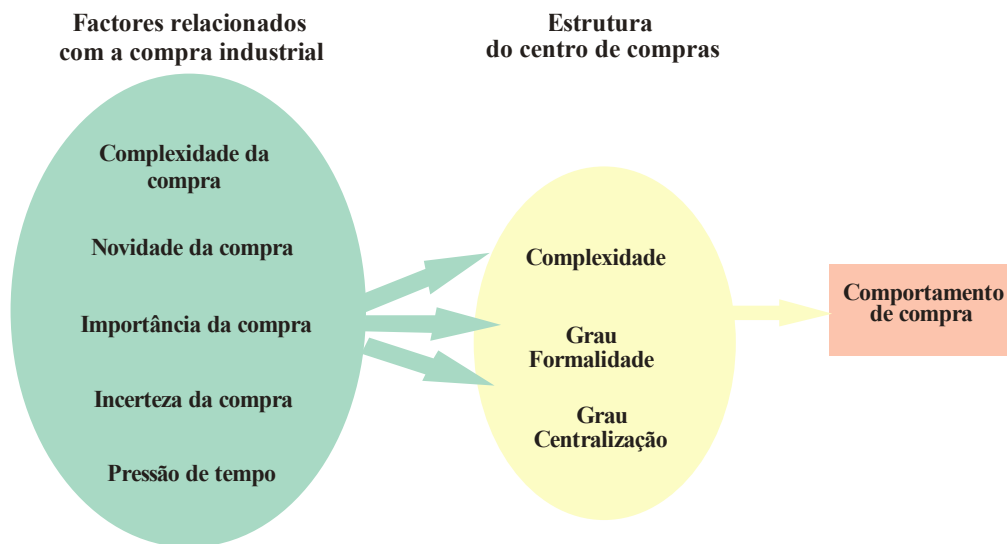 Factores relacionados
com a compra industrial
Estrutura
do centro de compras
Complexidade da
compra
Novidade da compra
Importância da compra
Incerteza da compra
Pressão de tempo
Complexidade
Grau
Formalidade
Grau
Centralização
Comportamento
de compra